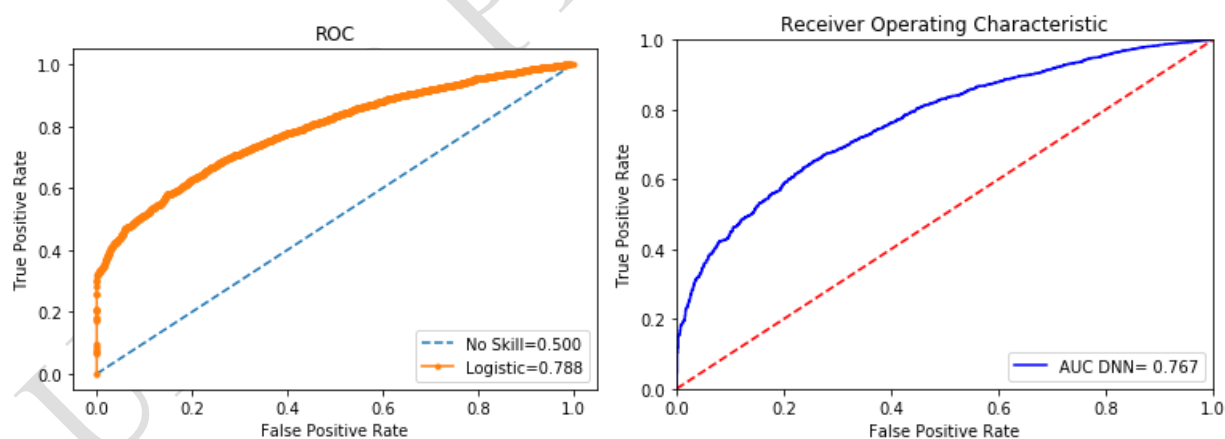 ROC
True Positive Rate
1.0
0.8
0.6
0.4
0.2
0.0
No Skill=0.500
Logistic=0.788
0.0 0.2 0.4 0.6 0.8 1.0
False Positive Rate
Receiver Operating Characteristic
True Positive Rate
1.0
0.8
0.6
0.4
0.2
0.0
AUC DNN= 0.767
0.0 0.2 0.4 0.6 0.8 1.0
False Positive Rate